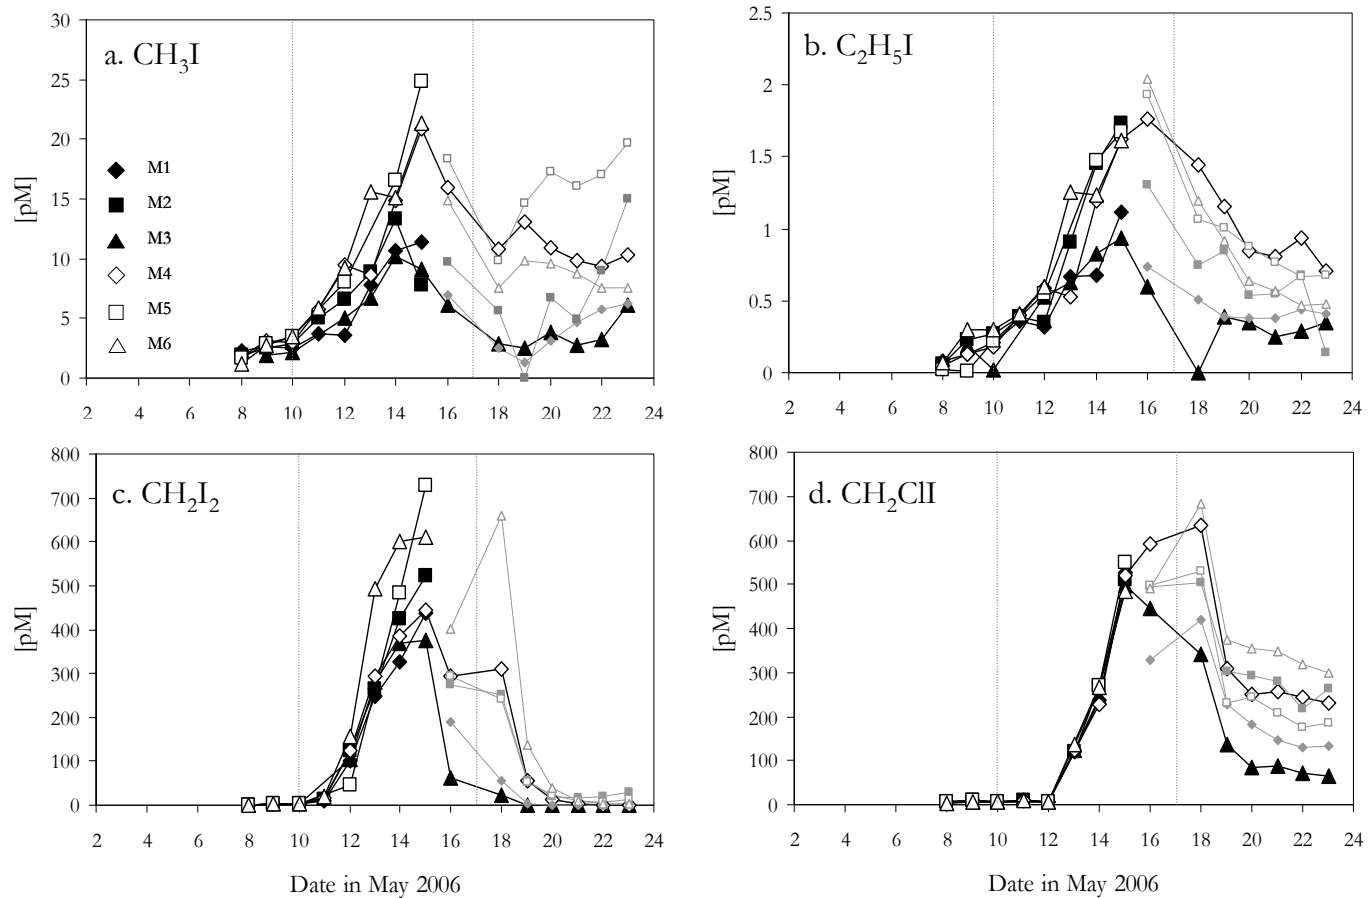 a. CH3I
30
25
20
15
10
5
0
[pM]
M1
M2
M3
M4
M5
M6
2 4 6 8 10 12 14 16 18 20 22 24
b. C2H5I
2.5
2
1.5
1
0.5
0
[pM]
2 4 6 8 10 12 14 16 18 20 22 24
c. CH2I2
800
700
600
500
400
300
200
100
0
[pM]
2 4 6 8 10 12 14 16 18 20 22 24
Date in May 2006
d. CH2ClI
800
700
600
500
400
300
200
100
0
[pM]
2 4 6 8 10 12 14 16 18 20 22 24
Date in May 2006